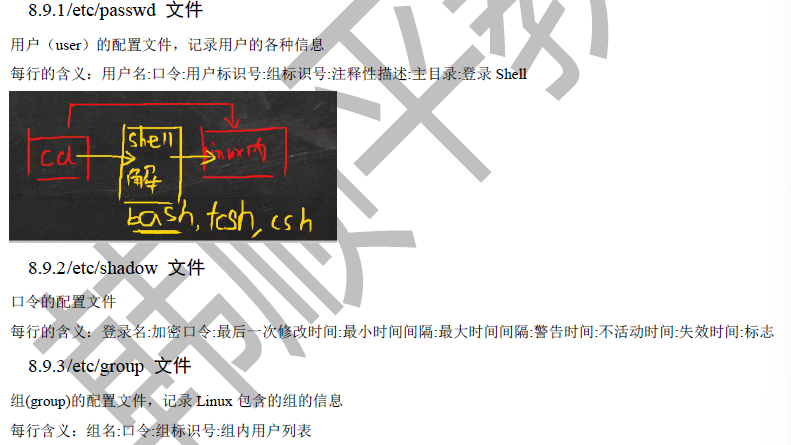 8.9.1/etc/passwd 文件
用户（user）的配置文件，记录用户的各种信息
每行的含义：用户名:口令:用户标识号:组标识号:注释性描述:主目录:登录 Shell
cd
shell
解
linux内
bash, tcsh, csh
8.9.2/etc/shadow 文件
口令的配置文件
每行的含义：登录名:加密口令:最后一次修改时间:最小时间间隔:最大时间间隔:警告时间:不活动时间:失效时间:标志
8.9.3/etc/group 文件
组(group)的配置文件，记录 Linux 包含的组的信息
每行含义：组名:口令:组标识号:组内用户列表
韩顺平教